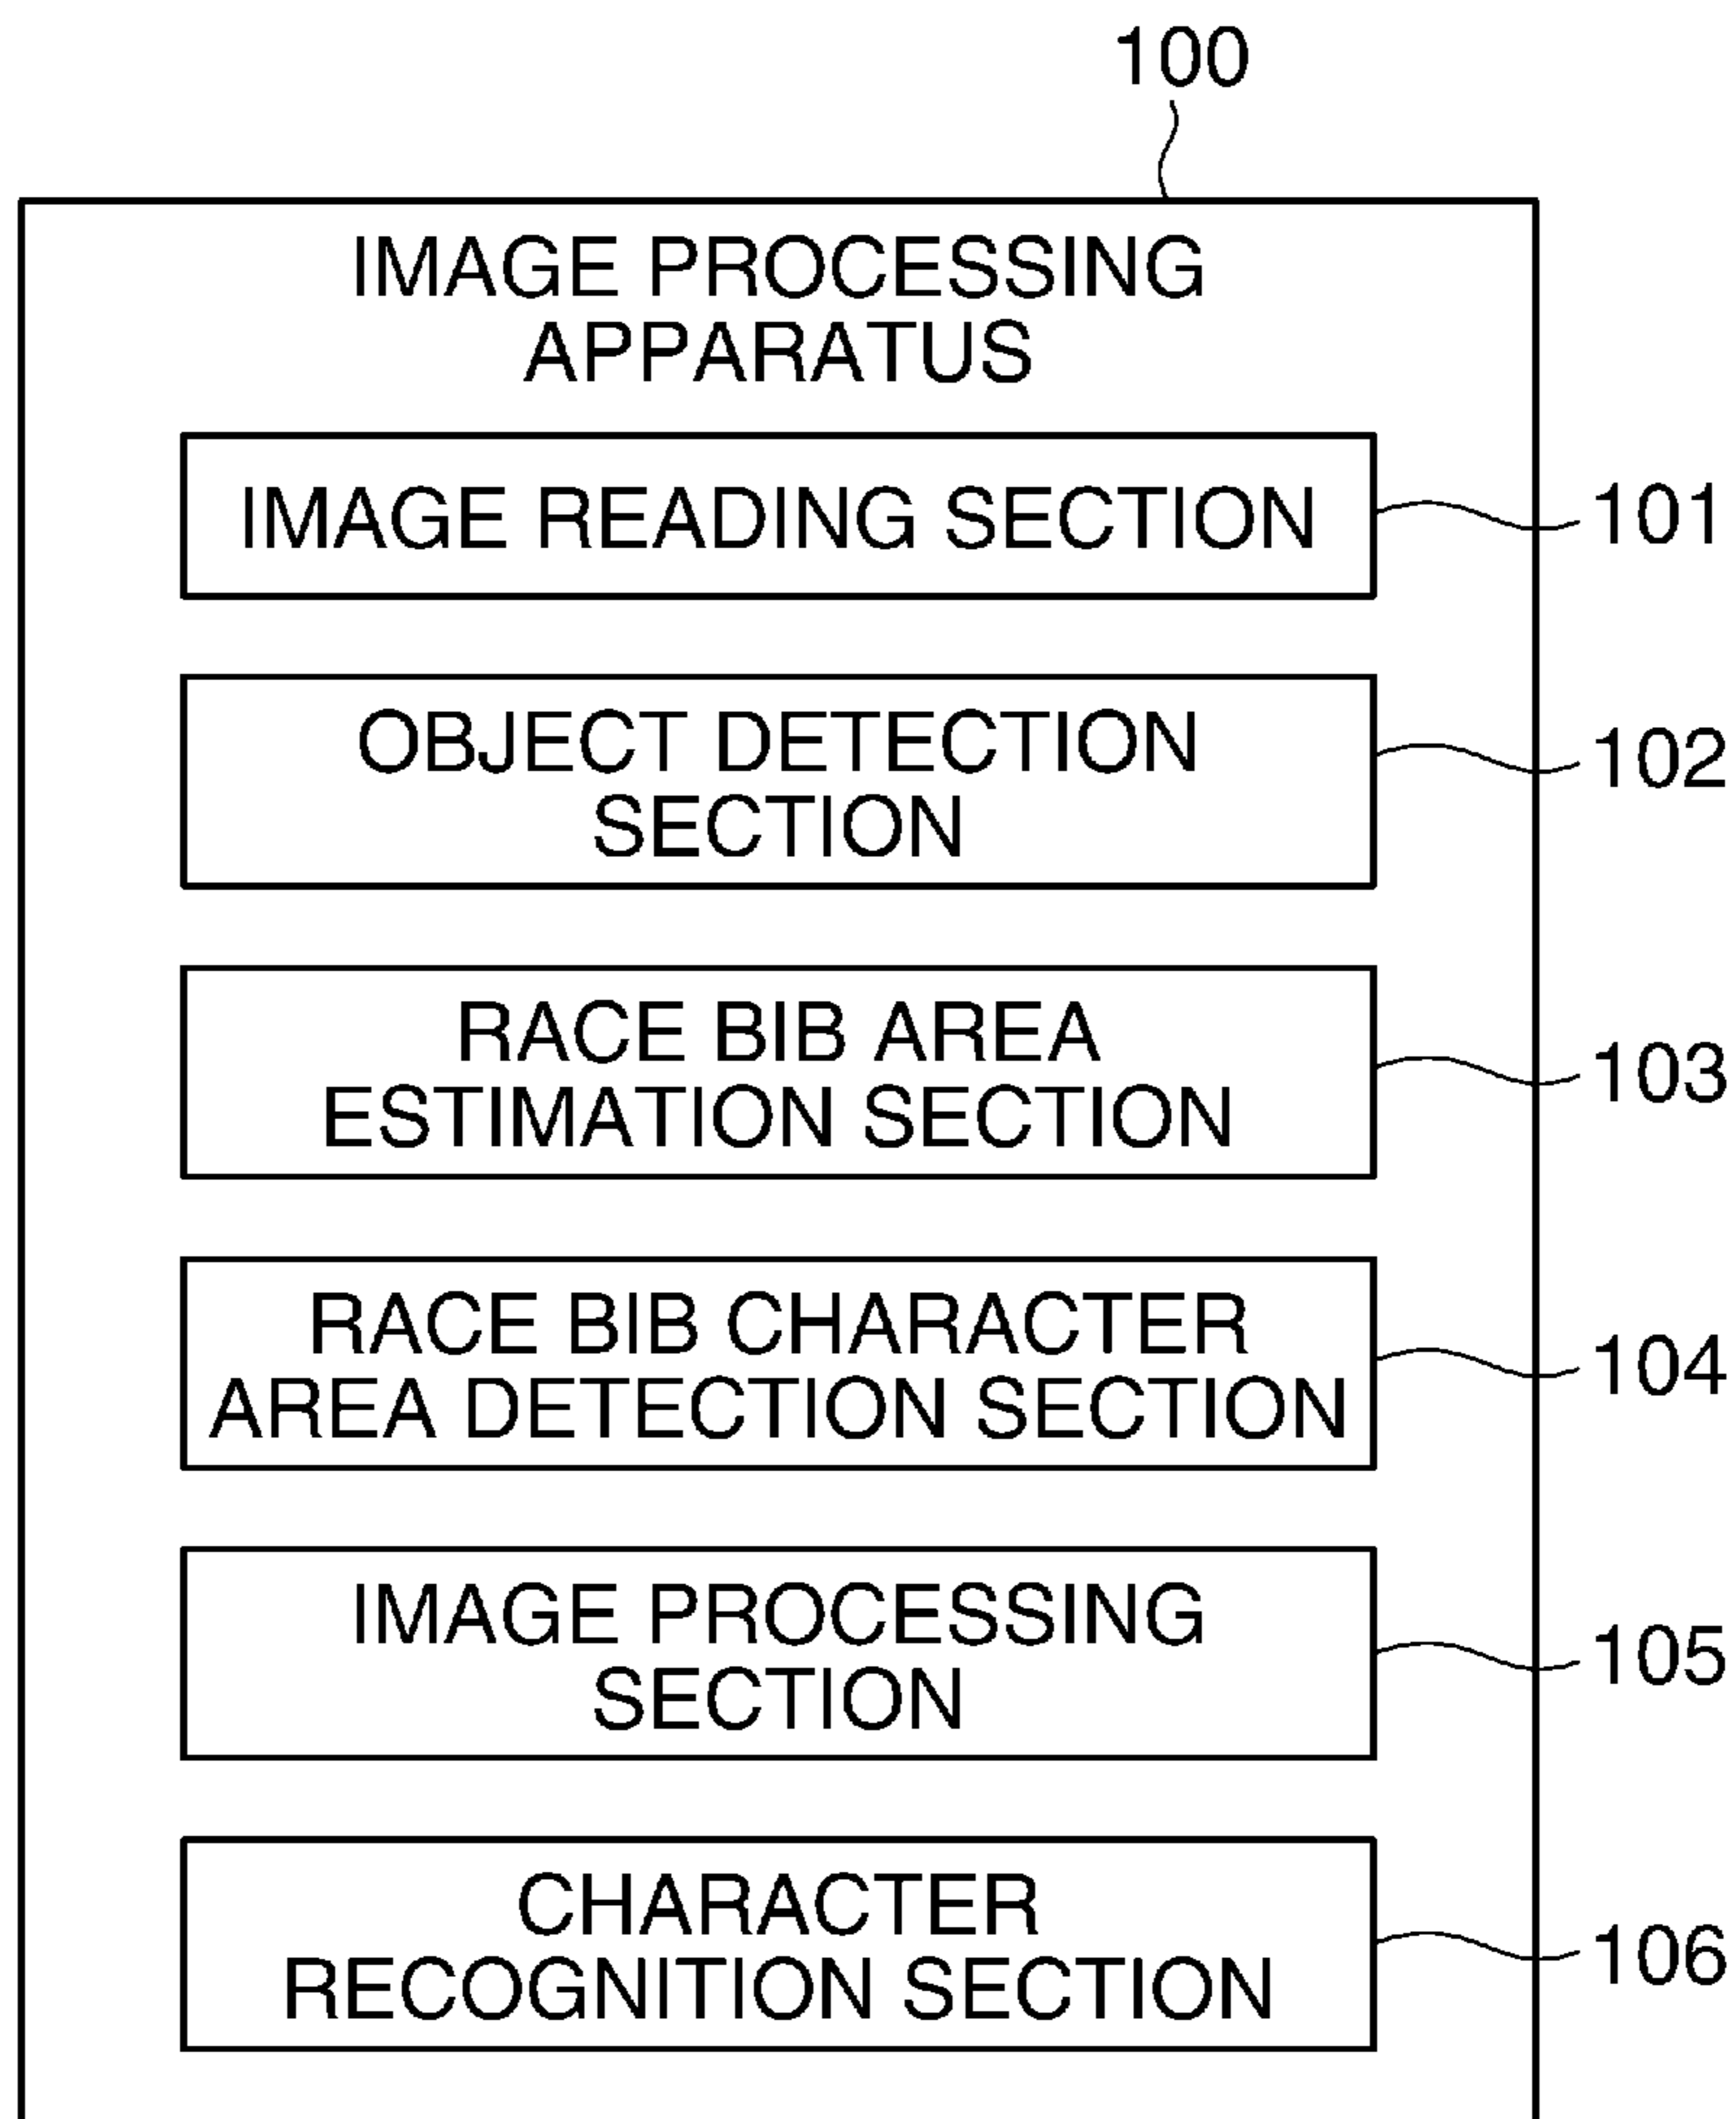 100
IMAGE PROCESSING
APPARATUS
IMAGE READING SECTION
101
OBJECT DETECTION
SECTION
102
RACE BIB AREA
ESTIMATION SECTION
103
RACE BIB CHARACTER
AREA DETECTION SECTION
104
IMAGE PROCESSING
SECTION
105
CHARACTER
RECOGNITION SECTION
106